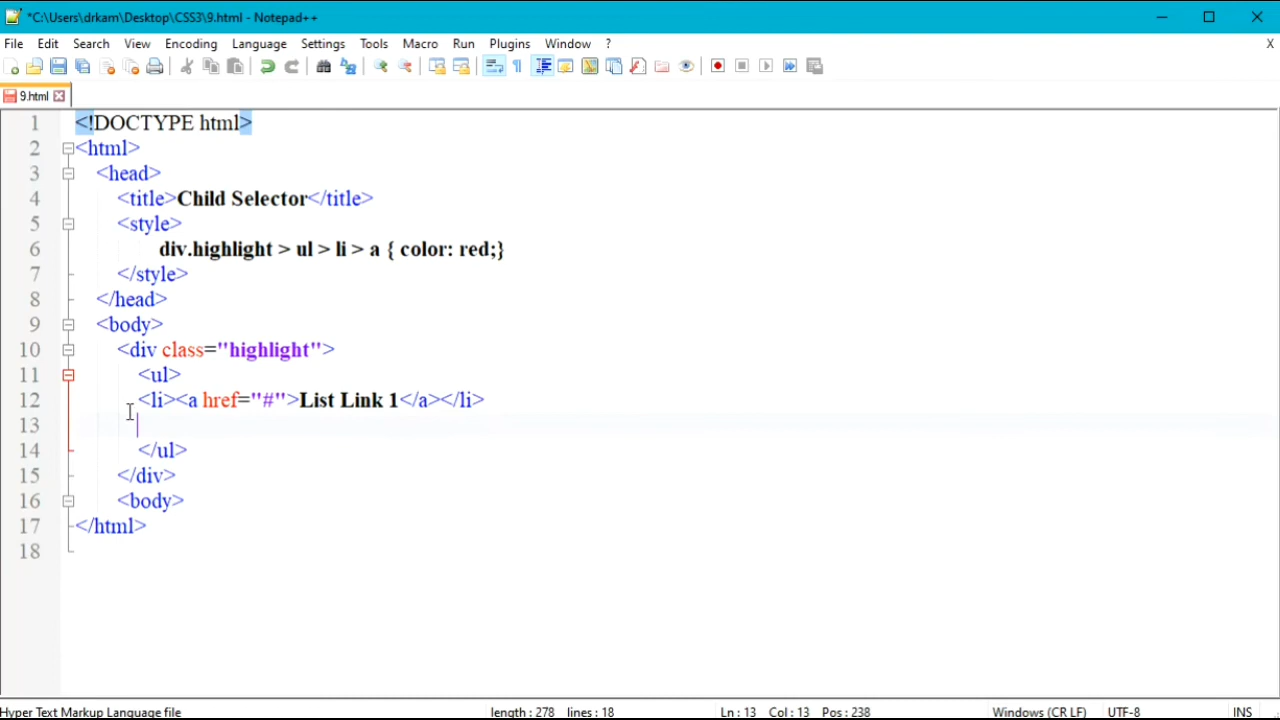 *C:\Users\drkam\Desktop\CSS3\9.html - Notepad++
File Edit Search View Encoding Language Settings Tools Macro Run Plugins Window ? X
9.html
1 <!DOCTYPE html>
2 <html>
3 <head>
4 <title>Child Selector</title>
5 <style>
6 div.highlight > ul > li > a { color: red;}
7 </style>
8 </head>
9 <body>
10 <div class="highlight">
11 <ul>
12 <li><a href="#">List Link 1</a></li>
13
14 </ul>
15 </div>
16 <body>
17 </html>
18
Hyper Text Markup Language file length : 278 lines : 18 Ln : 13 Col : 13 Pos : 238 Windows (CR LF) UTF-8 INS